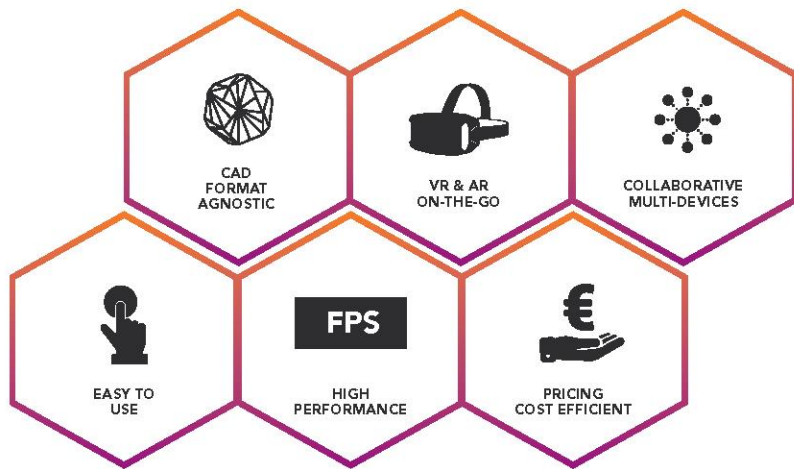 CAD
FORMAT
AGNOSTIC
VR & AR
ON-THE-GO
COLLABORATIVE
MULTI-DEVICES
EASY TO
USE
FPS
HIGH
PERFORMANCE
€
PRICING
COST EFFICIENT